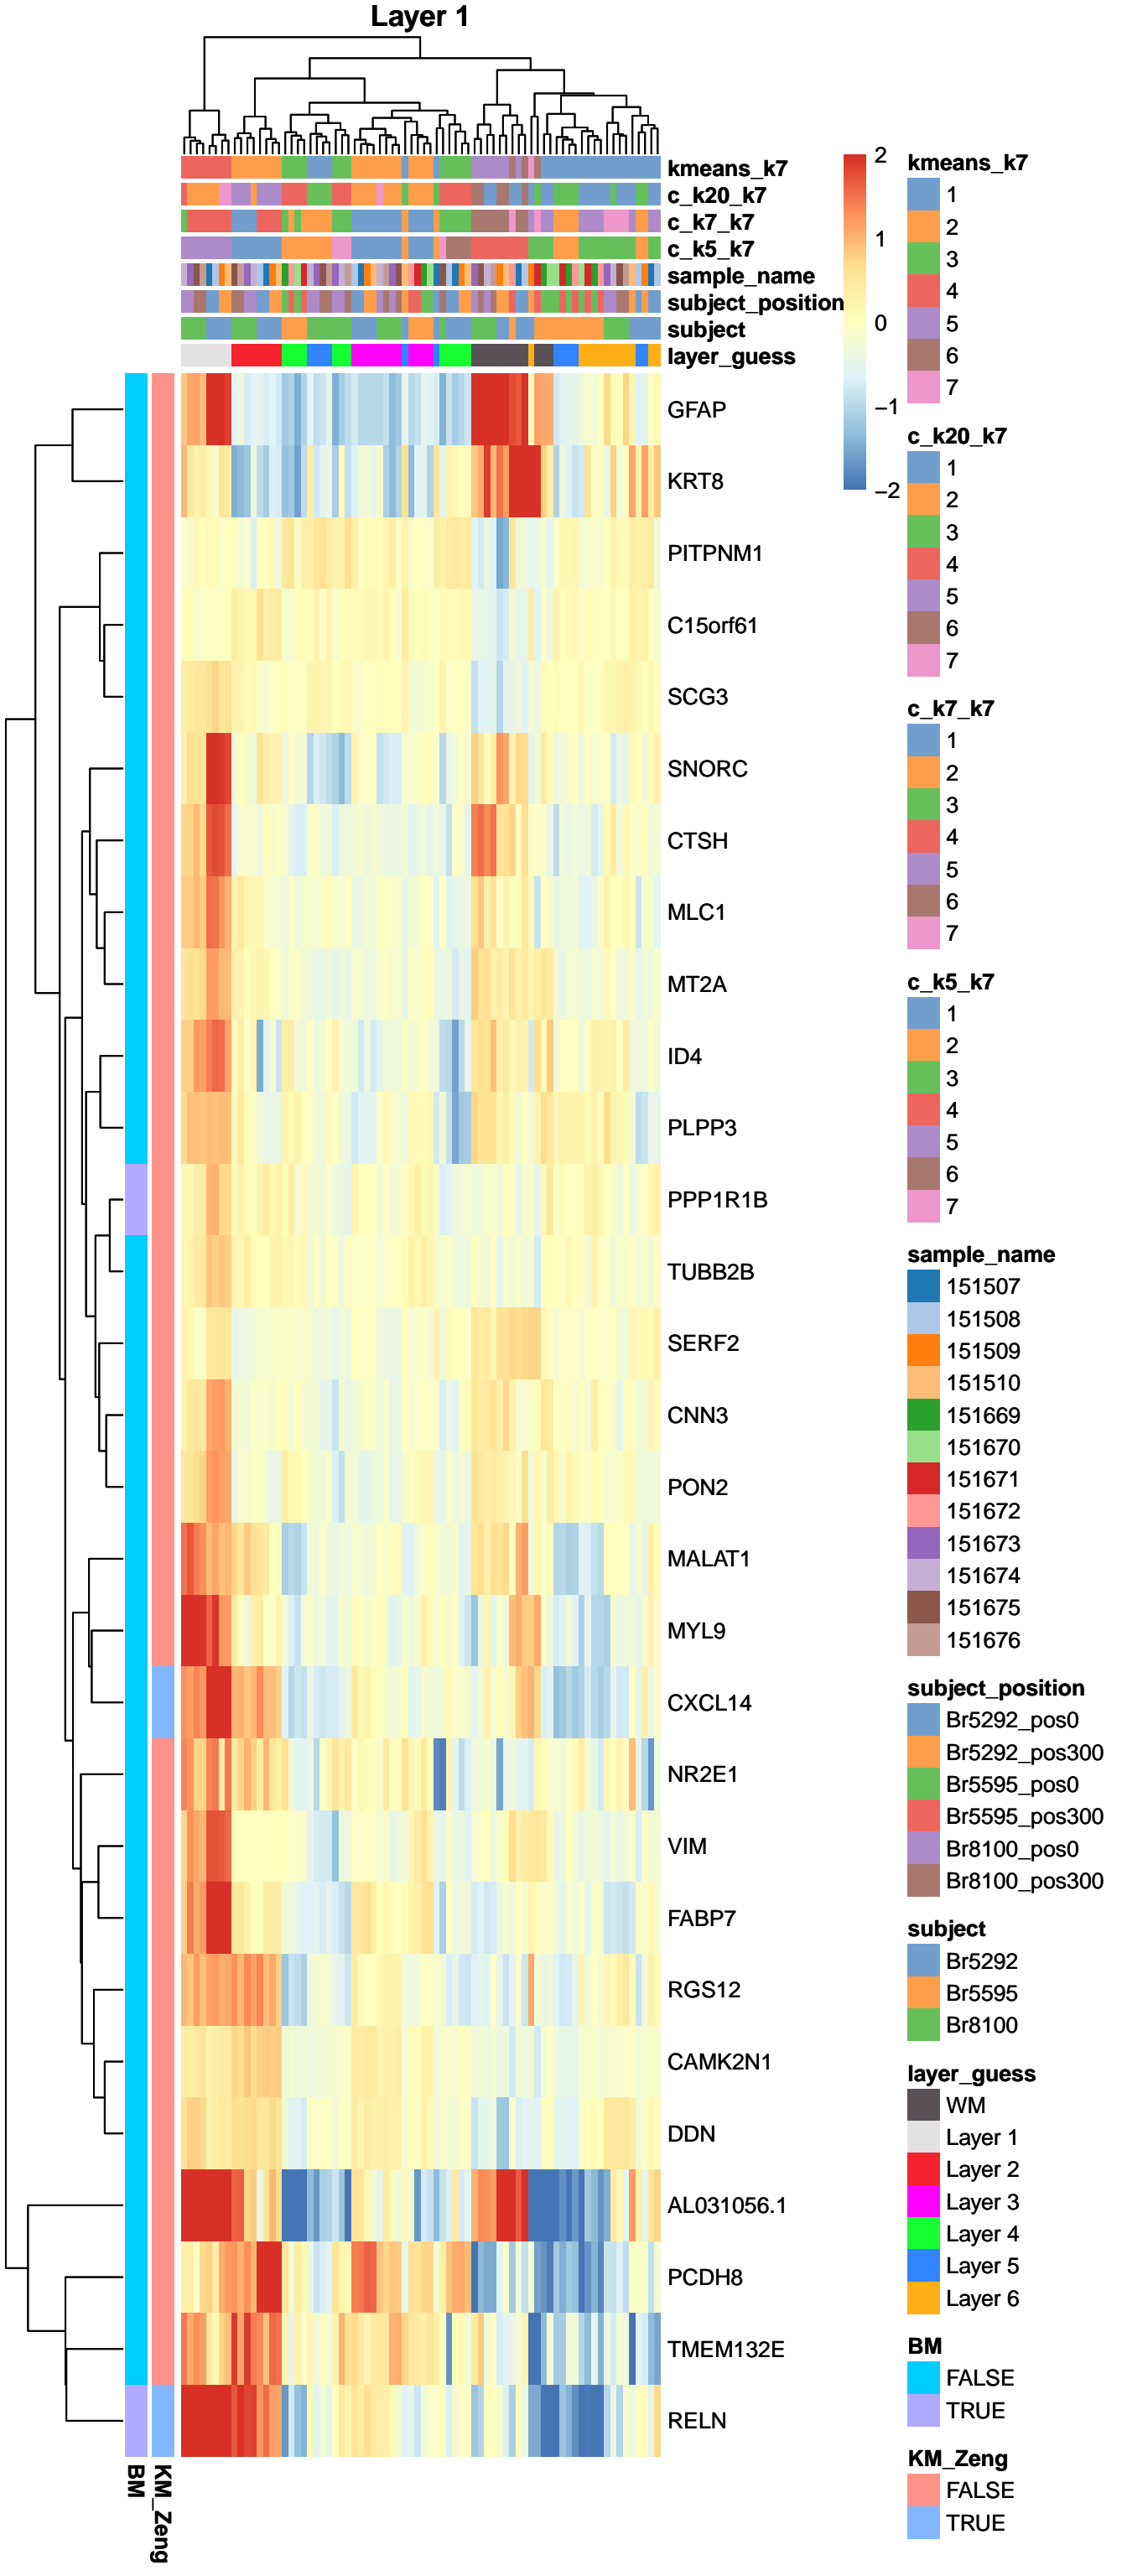 Layer 1
kmeans_k7
c_k20_k7
c_k7_k7
c_k5_k7
sample_name
subject_position
subject
layer_guess
GFAP
KRT8
PITPNM1
C15orf61
SCG3
SNORC
CTSH
MLC1
MT2A
ID4
PLPP3
PPP1R1B
TUBB2B
SERF2
CNN3
PON2
MALAT1
MYL9
CXCL14
NR2E1
VIM
FABP7
RGS12
CAMK2N1
DDN
AL031056.1
PCDH8
TMEM132E
RELN
BM
KM_Zeng
2
1
0
−1
−2
kmeans_k7
1
2
3
4
5
6
7
c_k20_k7
1
2
3
4
5
6
7
c_k7_k7
1
2
3
4
5
6
7
c_k5_k7
1
2
3
4
5
6
7
sample_name
151507
151508
151509
151510
151669
151670
151671
151672
151673
151674
151675
151676
subject_position
Br5292_pos0
Br5292_pos300
Br5595_pos0
Br5595_pos300
Br8100_pos0
Br8100_pos300
subject
Br5292
Br5595
Br8100
layer_guess
WM
Layer 1
Layer 2
Layer 3
Layer 4
Layer 5
Layer 6
BM
FALSE
TRUE
KM_Zeng
FALSE
TRUE